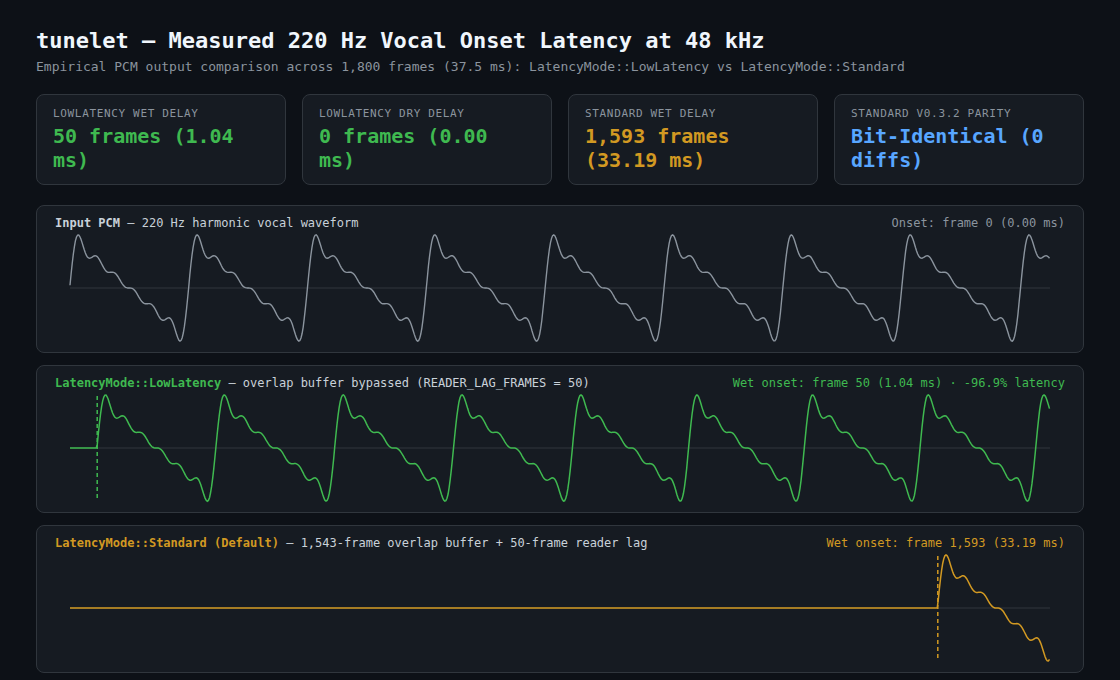 tunelet — Measured 220 Hz Vocal Onset Latency at 48 kHz
Empirical PCM output comparison across 1,800 frames (37.5 ms): LatencyMode::LowLatency vs LatencyMode::Standard
LOWLATENCY WET DELAY
50 frames (1.04
ms)
LOWLATENCY DRY DELAY
0 frames (0.00
ms)
STANDARD WET DELAY
1,593 frames
(33.19 ms)
STANDARD V0.3.2 PARITY
Bit-Identical (0
diffs)
Input PCM — 220 Hz harmonic vocal waveform
Onset: frame 0 (0.00 ms)
LatencyMode::LowLatency — overlap buffer bypassed (READER_LAG_FRAMES = 50)
Wet onset: frame 50 (1.04 ms) · -96.9% latency
LatencyMode::Standard (Default) — 1,543-frame overlap buffer + 50-frame reader lag
Wet onset: frame 1,593 (33.19 ms)